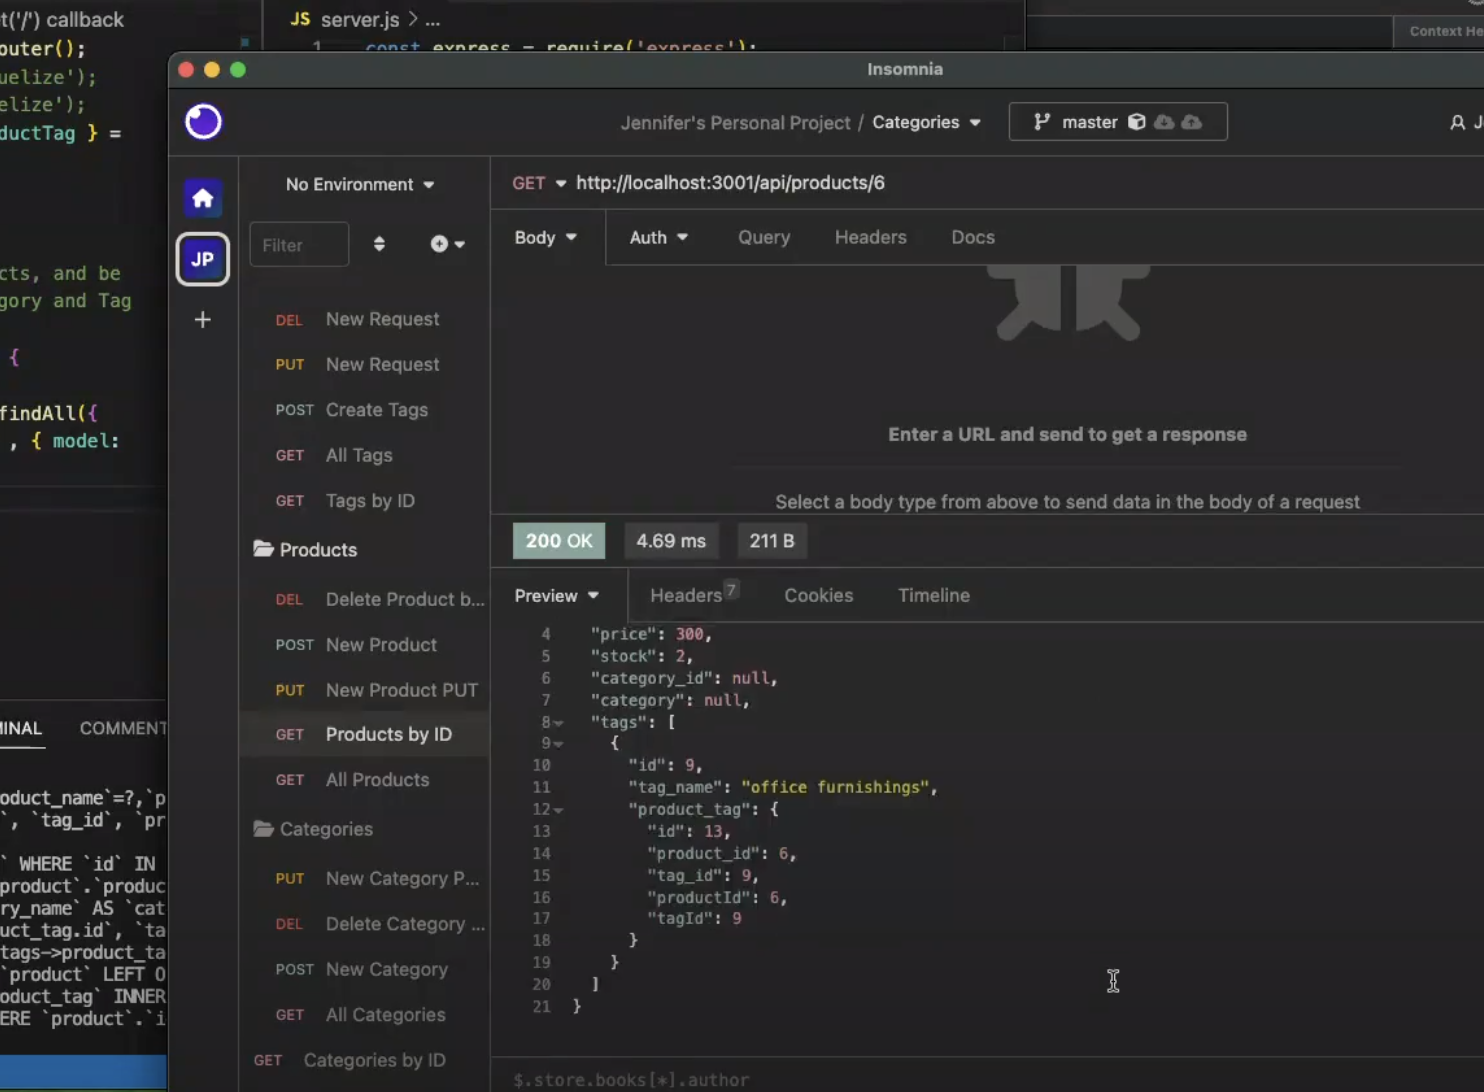 t('/') callback
outer();
uelize');
elize');
ductTag } =
cts, and be
gory and Tag
{
findAll({
, { model:
MINAL COMMENT
oduct_name`=?,`p
`, `tag_id`, `pr
` WHERE `id` IN
product`.`produc
ry_name` AS `cat
uct_tag.id`, `ta
tags->product_ta
`product` LEFT O
oduct_tag` INNER
ERE `product`.`i
JS server.js > ...
1 const express = require('express');
Context He
Insomnia
Jennifer's Personal Project / Categories
master
J
JP
+
No Environment
Filter
DEL New Request
PUT New Request
POST Create Tags
GET All Tags
GET Tags by ID
Products
DEL Delete Product b...
POST New Product
PUT New Product PUT
GET Products by ID
GET All Products
Categories
PUT New Category P...
DEL Delete Category ...
POST New Category
GET All Categories
GET Categories by ID
GET http://localhost:3001/api/products/6
Body Auth Query Headers Docs
Enter a URL and send to get a response
Select a body type from above to send data in the body of a request
200 OK 4.69 ms 211 B
Preview Headers 7 Cookies Timeline
4 "price": 300,
5 "stock": 2,
6 "category_id": null,
7 "category": null,
8 "tags": [
9 {
10 "id": 9,
11 "tag_name": "office furnishings",
12 "product_tag": {
13 "id": 13,
14 "product_id": 6,
15 "tag_id": 9,
16 "productId": 6,
17 "tagId": 9
18 }
19 }
20 ]
21 }
$.store.books[*].author